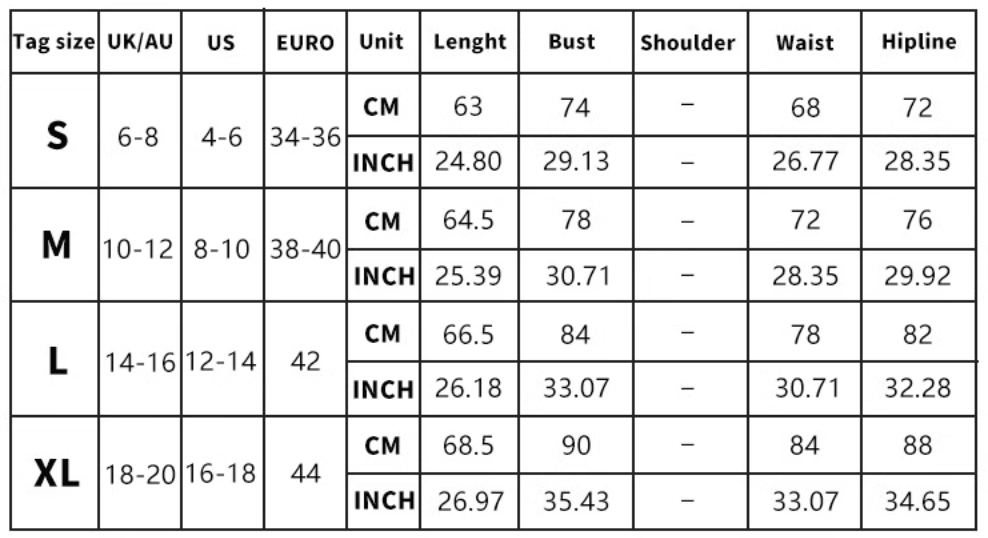 Tag size UK/AU US EURO Unit Lenght Bust Shoulder Waist Hipline
S 6-8 4-6 34-36 CM 63 74 – 68 72
INCH 24.80 29.13 – 26.77 28.35
M 10-12 8-10 38-40 CM 64.5 78 – 72 76
INCH 25.39 30.71 – 28.35 29.92
L 14-16 12-14 42 CM 66.5 84 – 78 82
INCH 26.18 33.07 – 30.71 32.28
XL 18-20 16-18 44 CM 68.5 90 – 84 88
INCH 26.97 35.43 – 33.07 34.65